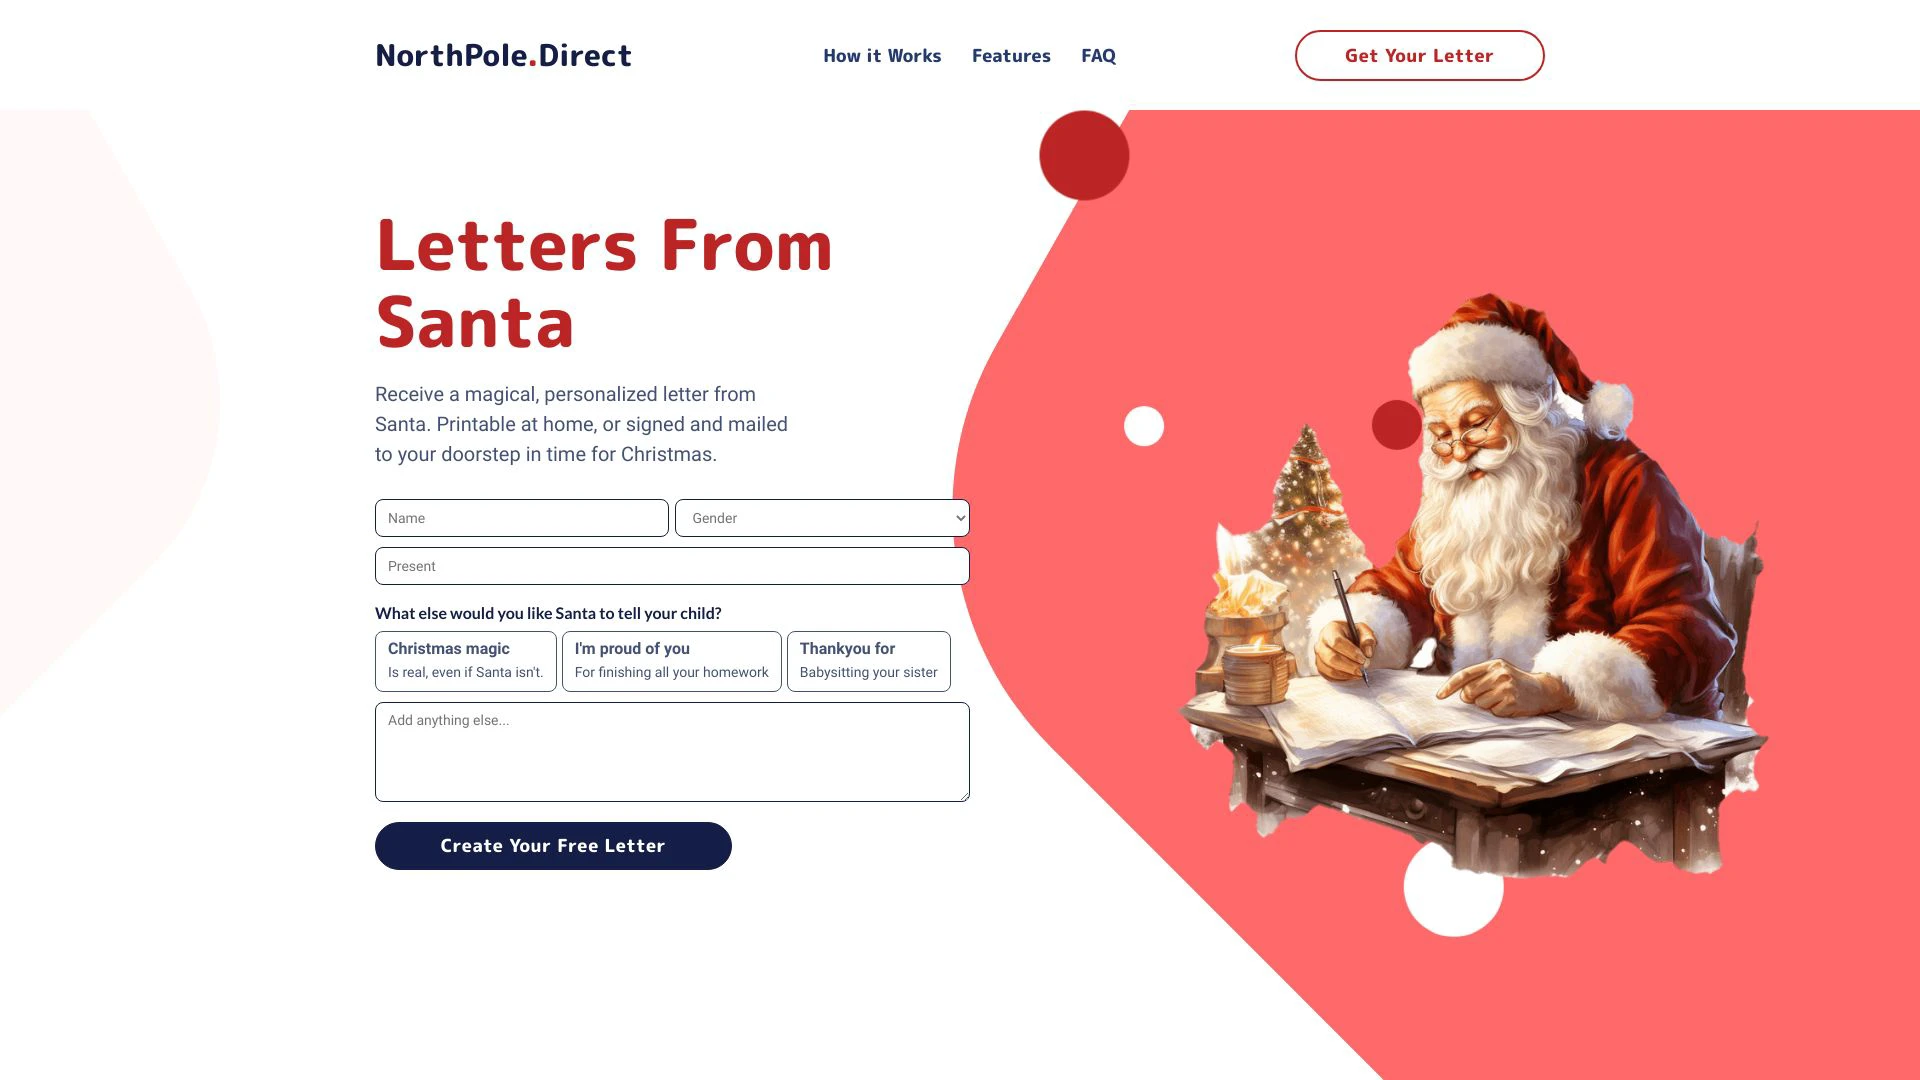 NorthPole.Direct
How it Works
Features
FAQ
Get Your Letter
Letters From
Santa
Receive a magical, personalized letter from
Santa. Printable at home, or signed and mailed
to your doorstep in time for Christmas.
Name
Gender
Present
What else would you like Santa to tell your child?
Christmas magic
Is real, even if Santa isn't.
I'm proud of you
For finishing all your homework
Thankyou for
Babysitting your sister
Add anything else...
Create Your Free Letter